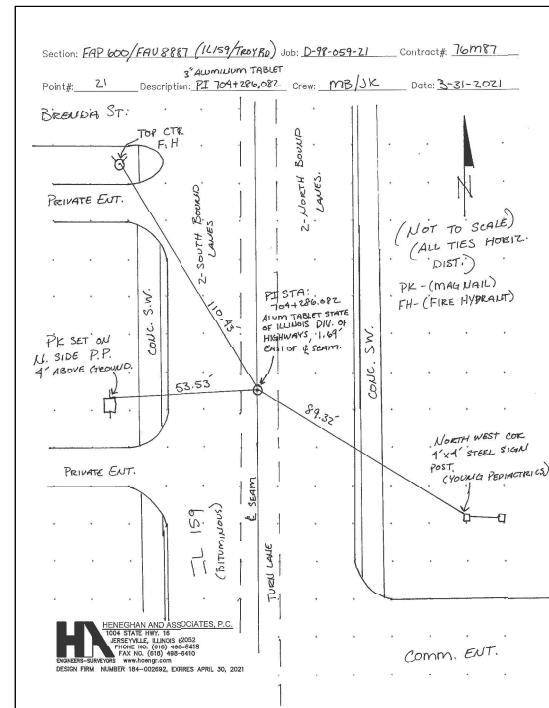 Section: FAP 600/FAU 8887 (IL159/TROY RD) Job: D-98-059-21 Contract#: 76M87
3" ALUMINIUM TABLET
Point#: 21 Description: PI 704+286.082 Crew: MB/JK Date: 3-31-2021
BRENDA ST:
TOP CTR
F.H
PRIVATE ENT.
2-SOUTH BOUND
LANES
2-NORTH BOUND
LANES.
N
(NOT TO SCALE)
(ALL TIES HORIZ.
DIST.)
PK-(MAG NAIL)
FH-(FIRE HYDRANT)
110.43'
PI STA:
704+286.082
ALUM TABLET STATE
OF ILLINOIS DIV. OF
HIGHWAYS, 1.69'
EAST OF ℄ SEAM.
CONC. S.W.
CONC. SW.
PK SET ON
N. SIDE P.P.
4' ABOVE GROUND.
53.53'
89.32'
NORTH WEST COR
4"x4" STEEL SIGN
POST.
(YOUNG PEDIACTRICS)
PRIVATE ENT.
IL 159
(BITUMINOUS)
℄ SEAM
TURN LANE
HENEGHAN AND ASSOCIATES, P.C.
1004 STATE HWY. 16
JERSEYVILLE, ILLINOIS 62052
PHONE NO. (618) 498-6418
FAX NO. (618) 498-6410
ENGINEERS-SURVEYORS www.haengr.com
DESIGN FIRM NUMBER 184-002692, EXPIRES APRIL 30, 2021
Comm. ENT.